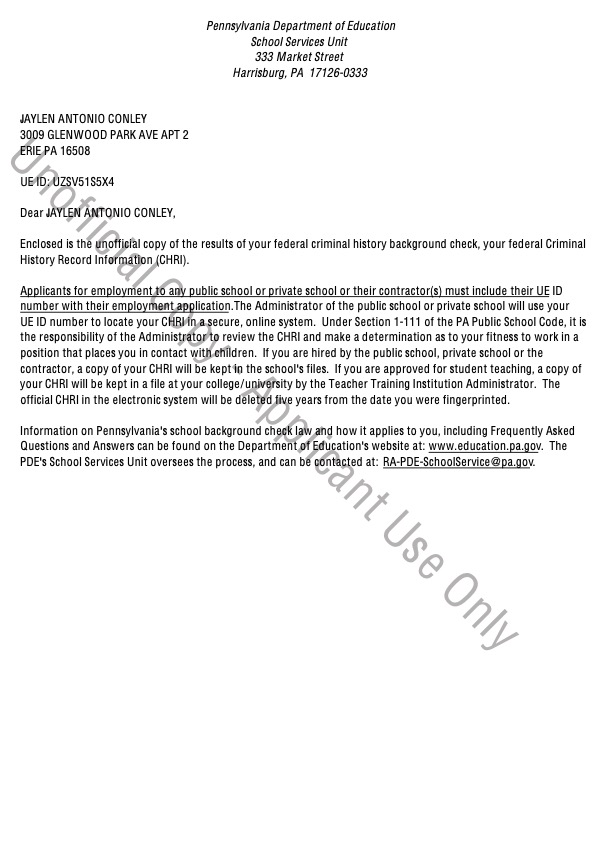 Pennsylvania Department of Education
School Services Unit
333 Market Street
Harrisburg, PA 17126-0333
JAYLEN ANTONIO CONLEY
3009 GLENWOOD PARK AVE APT 2
ERIE PA 16508
UE ID: UZSV51S5X4
Dear JAYLEN ANTONIO CONLEY,
Enclosed is the unofficial copy of the results of your federal criminal history background check, your federal Criminal
History Record Information (CHRI).
Applicants for employment to any public school or private school or their contractor(s) must include their UE ID
number with their employment application.The Administrator of the public school or private school will use your
UE ID number to locate your CHRI in a secure, online system. Under Section 1-111 of the PA Public School Code, it is
the responsibility of the Administrator to review the CHRI and make a determination as to your fitness to work in a
position that places you in contact with children. If you are hired by the public school, private school or the
contractor, a copy of your CHRI will be kept in the school's files. If you are approved for student teaching, a copy of
your CHRI will be kept in a file at your college/university by the Teacher Training Institution Administrator. The
official CHRI in the electronic system will be deleted five years from the date you were fingerprinted.
Information on Pennsylvania's school background check law and how it applies to you, including Frequently Asked
Questions and Answers can be found on the Department of Education's website at: www.education.pa.gov. The
PDE's School Services Unit oversees the process, and can be contacted at: RA-PDE-SchoolService@pa.gov.
Unofficial Copy - Applicant Use Only